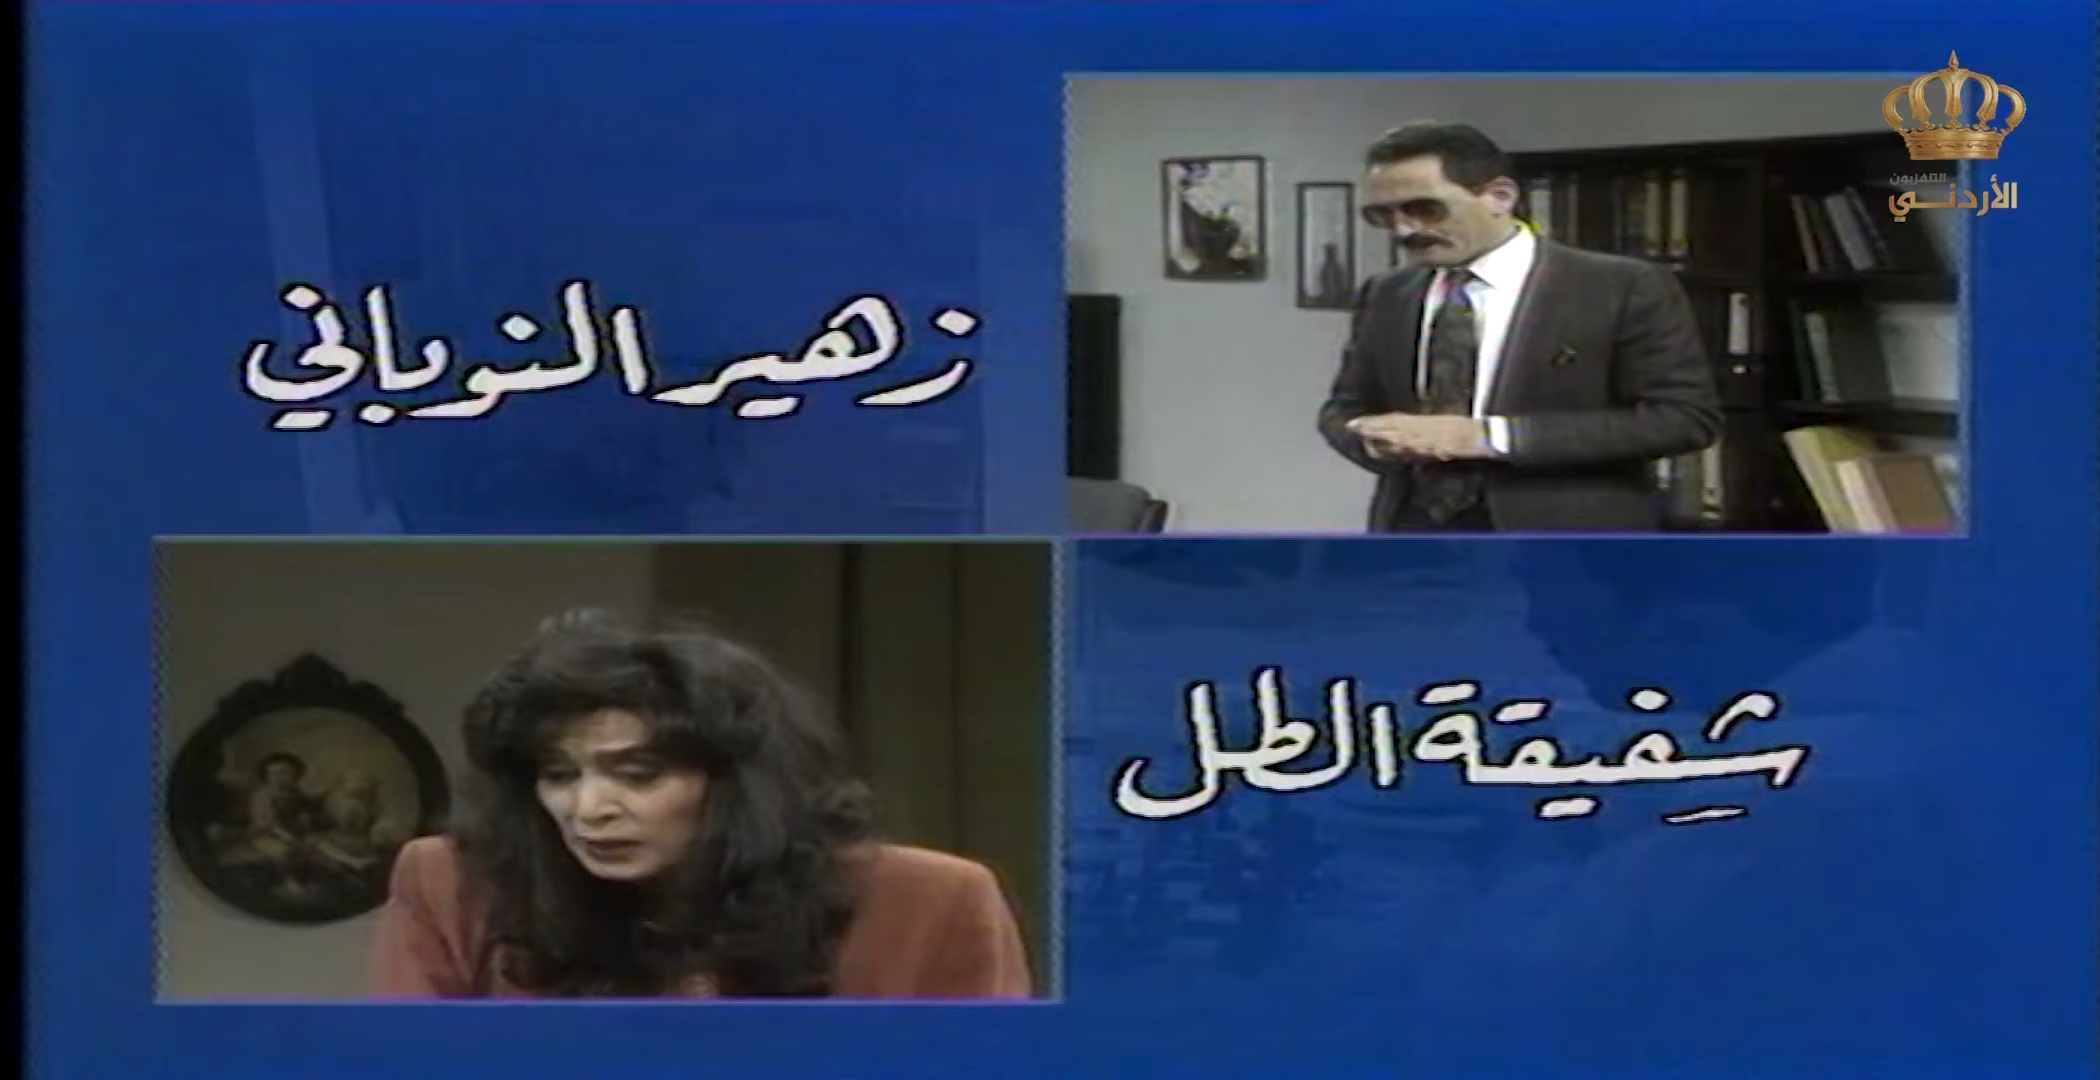 التلفزيون
الأردني
زهير النوباني
شفيقة الطل